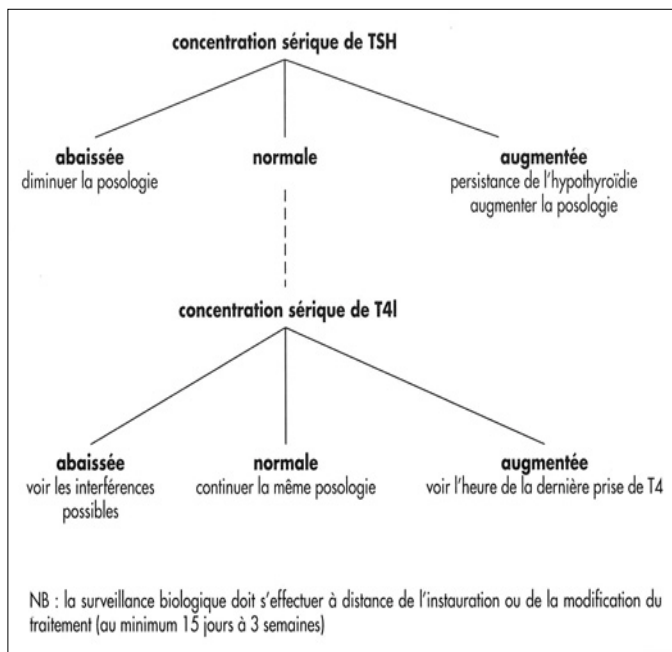 concentration sérique de TSH
abaissée
diminuer la posologie
normale
augmentée
persistance de l'hypothyroïdie
augmenter la posologie
concentration sérique de T4l
abaissée
voir les interférences
possibles
normale
continuer la même posologie
augmentée
voir l'heure de la dernière prise de T4
NB : la surveillance biologique doit s'effectuer à distance de l'instauration ou de la modification du
traitement (au minimum 15 jours à 3 semaines)